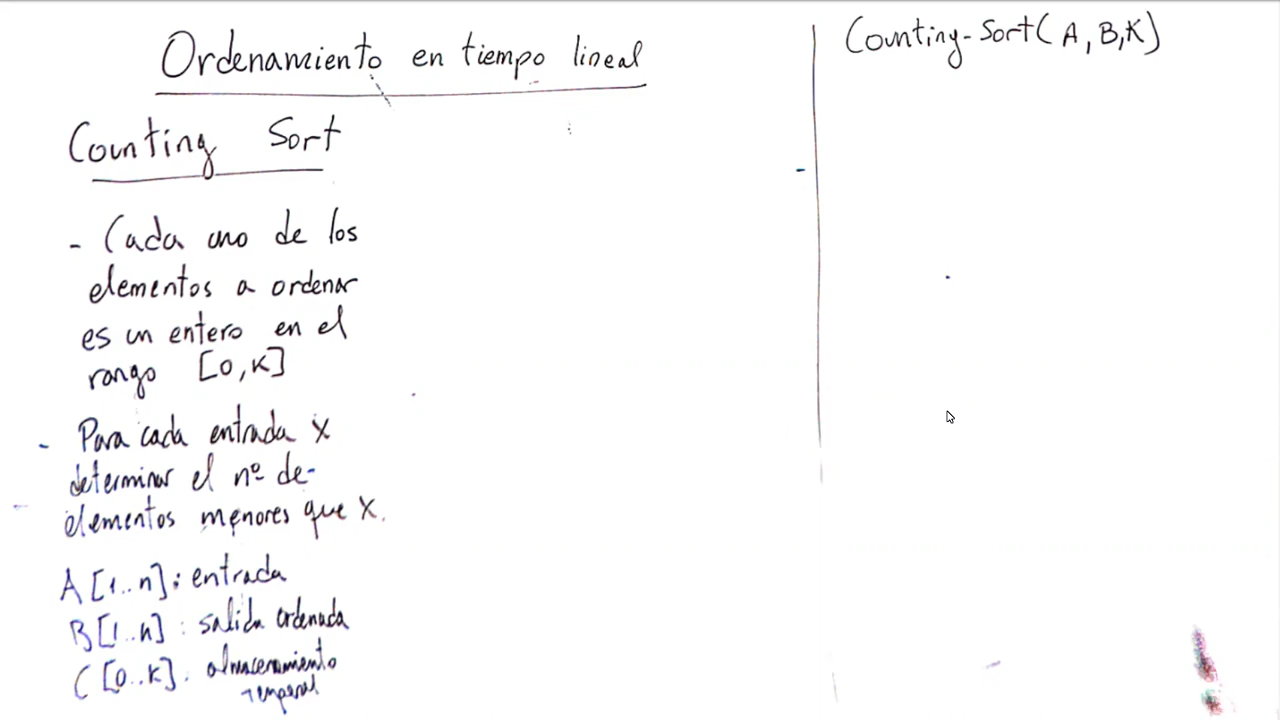 Ordenamiento en tiempo lineal
Counting Sort
- Cada uno de los
elementos a ordenar
es un entero en el
rango [0,K]
- Para cada entrada x
determinar el nº de
elementos menores que x.
A[1..n]: entrada
B[1..n]: salida ordenada
C[0..K]: almacenamiento
temporal
Counting-Sort(A,B,K)